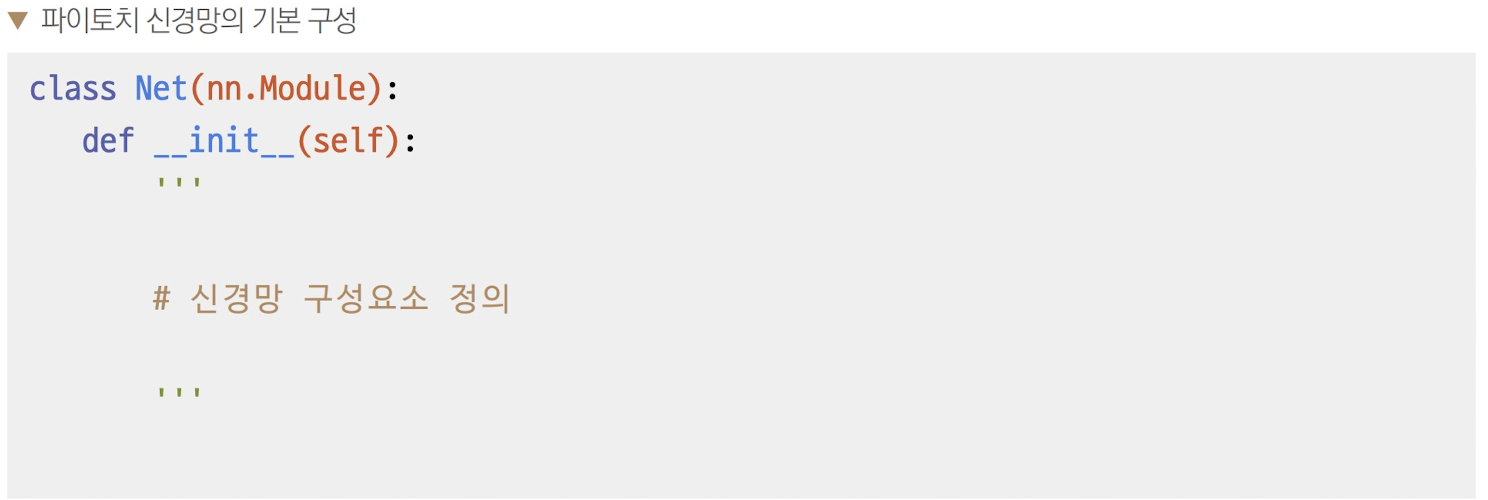 ▼ 파이토치 신경망의 기본 구성
class Net(nn.Module):
   def __init__(self):
       '''
       # 신경망 구성요소 정의
       '''